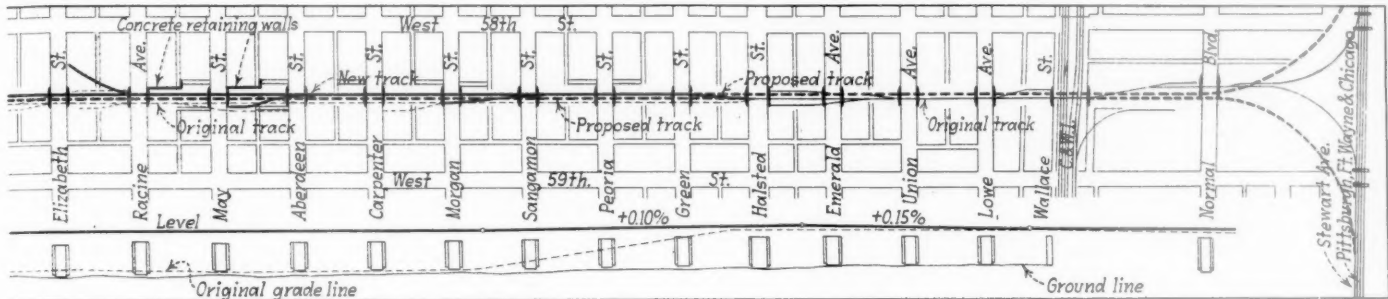 Concrete retaining walls
West 58th St.
St.
Ave.
St.
St.
St.
St.
St.
St.
St.
St.
Ave.
Ave.
Ave.
St.
Blvd.
New track
Proposed track
Original track
Proposed track
Original track
C.&W.I.
West 59th. St.
Elizabeth
Racine
May
Aberdeen
Carpenter
Morgan
Sangamon
Peoria
Green
Halsted
Emerald
Union
Lowe
Wallace
Normal
Stewart Ave.
Pittsburgh, Ft. Wayne & Chicago
Level
+0.10%
+0.15%
Original grade line
Ground line